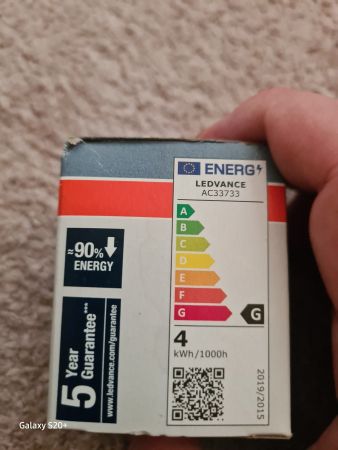 ENERG
LEDVANCE
AC33733
A
B
C
D
E
F
G
G
4
kWh/1000h
2019/2015
≈90%
ENERGY
5 Year
Guarantee***
www.ledvance.com/guarantee
Galaxy S20+